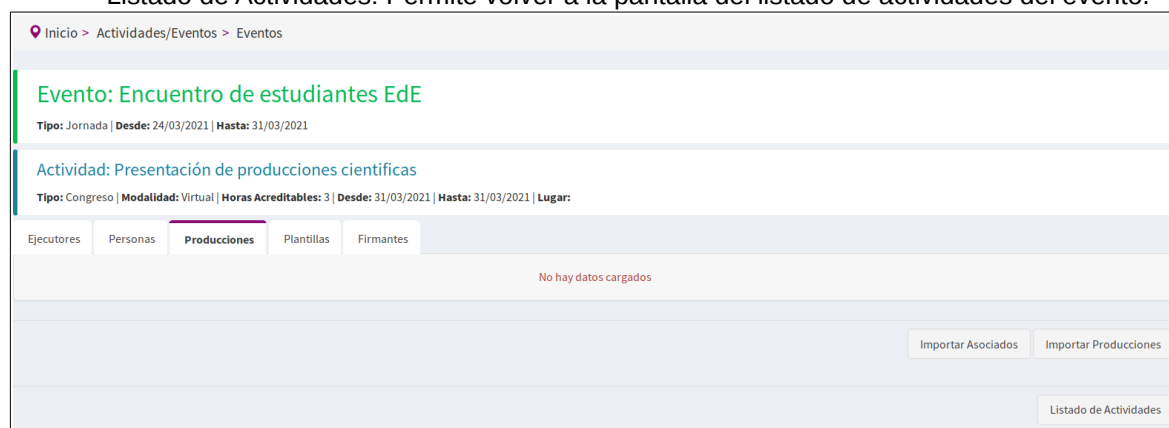 Listado de Actividades: Permite volver a la pantalla del listado de actividades del evento.
Inicio > Actividades/Eventos > Eventos
Evento: Encuentro de estudiantes EdE
Tipo: Jornada | Desde: 24/03/2021 | Hasta: 31/03/2021
Actividad: Presentación de producciones cientificas
Tipo: Congreso | Modalidad: Virtual | Horas Acreditables: 3 | Desde: 31/03/2021 | Hasta: 31/03/2021 | Lugar:
Ejecutores Personas Producciones Plantillas Firmantes
No hay datos cargados
Importar Asociados Importar Producciones
Listado de Actividades